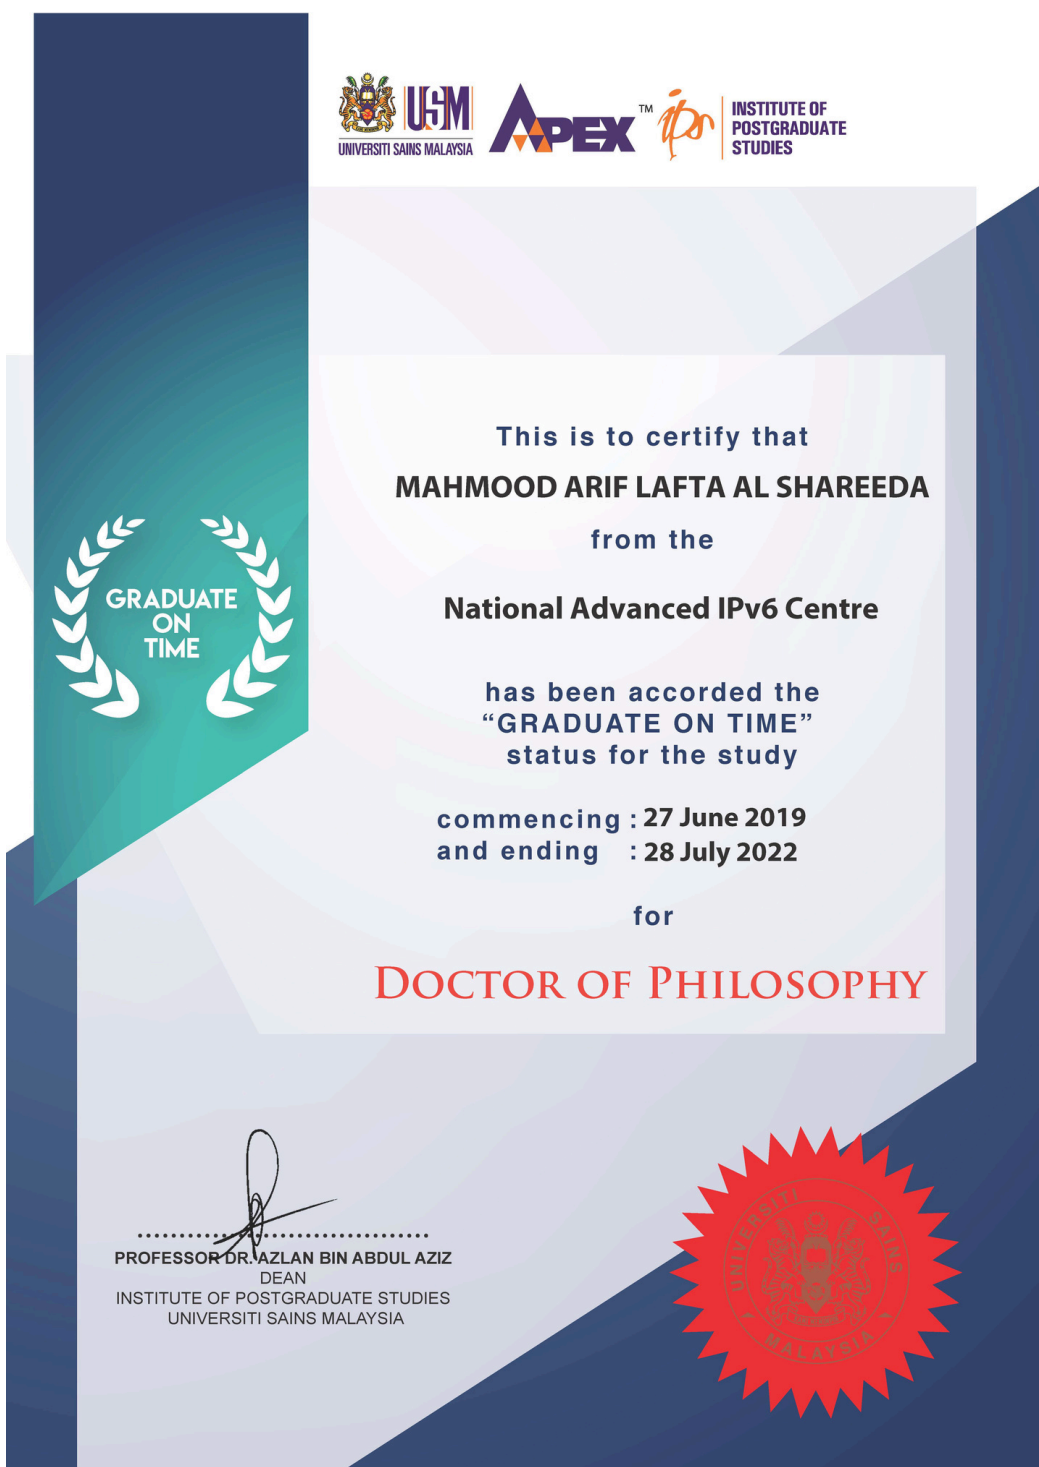 USM
UNIVERSITI SAINS MALAYSIA
APEX™
ips
INSTITUTE OF
POSTGRADUATE
STUDIES
GRADUATE
ON
TIME
This is to certify that
MAHMOOD ARIF LAFTA AL SHAREEDA
from the
National Advanced IPv6 Centre
has been accorded the
“GRADUATE ON TIME”
status for the study
commencing : 27 June 2019
and ending : 28 July 2022
for
DOCTOR OF PHILOSOPHY
PROFESSOR DR. AZLAN BIN ABDUL AZIZ
DEAN
INSTITUTE OF POSTGRADUATE STUDIES
UNIVERSITI SAINS MALAYSIA
UNIVERSITI SAINS MALAYSIA